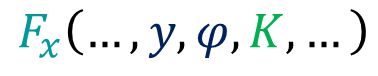 Fₓ(…, y, φ, K, …)